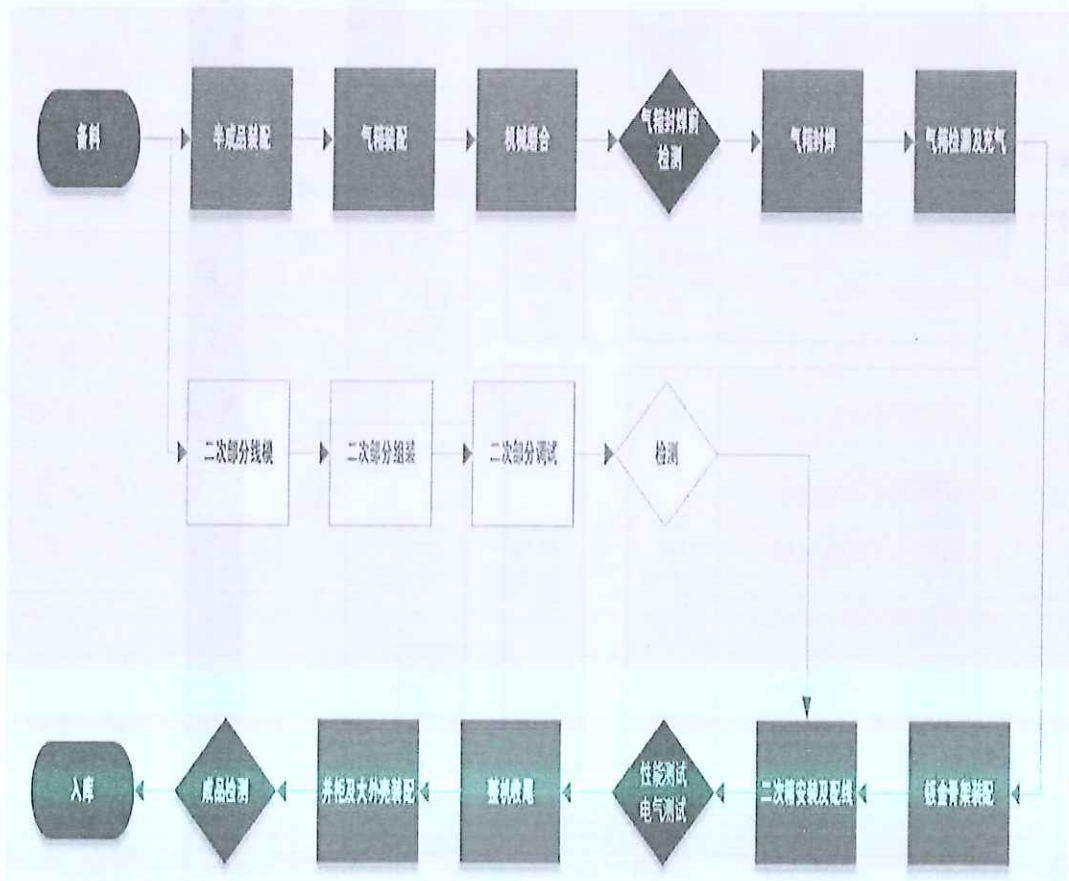 备料
半成品装配
气箱装配
机械磨合
气箱封焊前
检测
气箱封焊
气箱检漏及充气
二次部分线模
二次部分组装
二次部分调试
检测
入库
成品检测
并柜及大外壳装配
整机收尾
性能测试
电气测试
二次箱安装及配线
钣金骨架装配